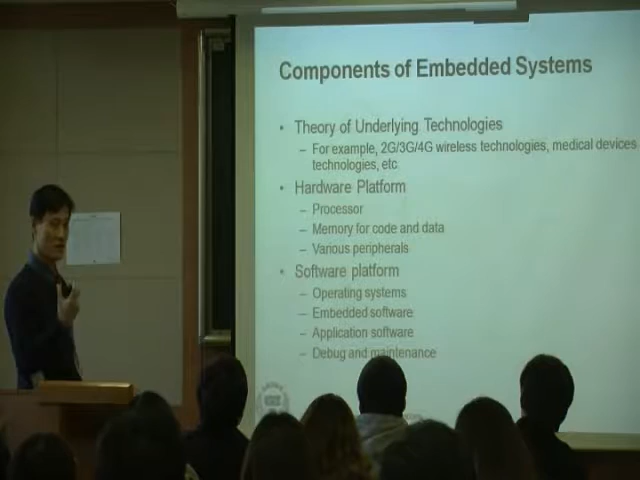 Components of Embedded Systems
• Theory of Underlying Technologies
– For example, 2G/3G/4G wireless technologies, medical devices
technologies, etc
• Hardware Platform
– Processor
– Memory for code and data
– Various peripherals
• Software platform
– Operating systems
– Embedded software
– Application software
– Debug and maintenance